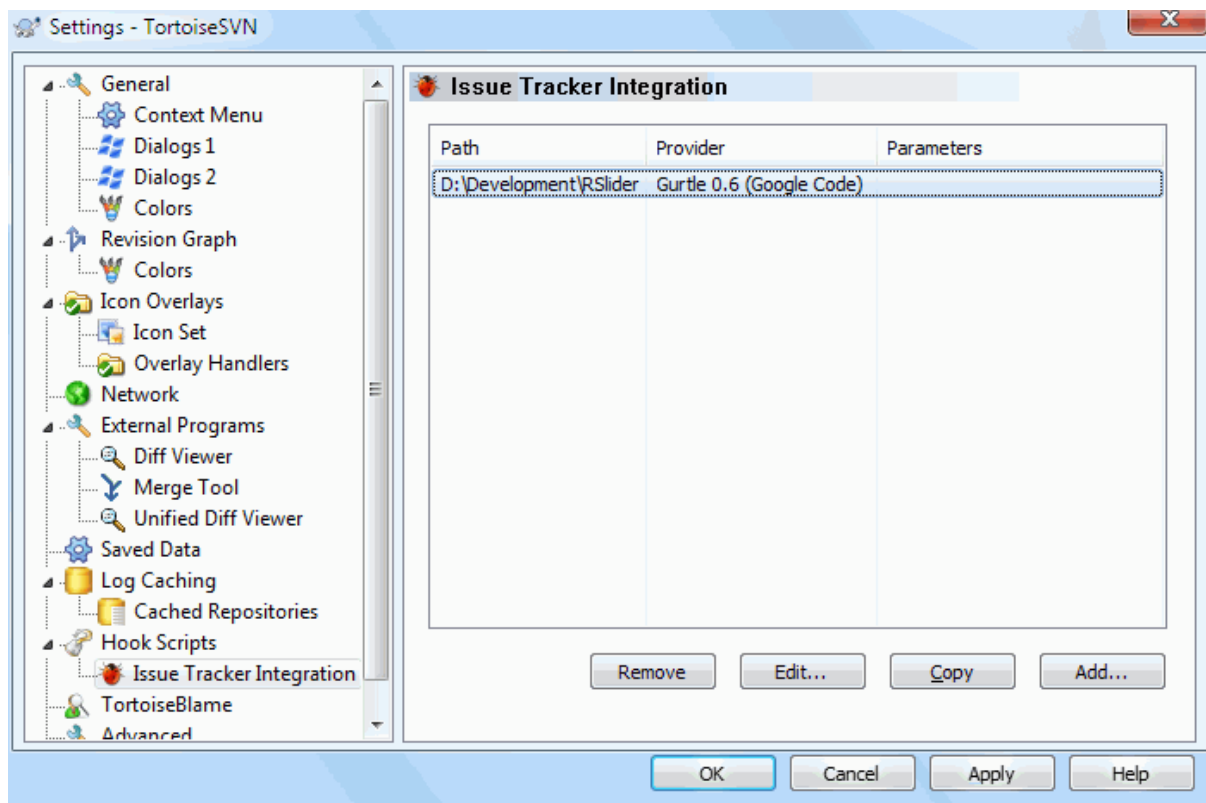 Settings - TortoiseSVN
General
Context Menu
Dialogs 1
Dialogs 2
Colors
Revision Graph
Colors
Icon Overlays
Icon Set
Overlay Handlers
Network
External Programs
Diff Viewer
Merge Tool
Unified Diff Viewer
Saved Data
Log Caching
Cached Repositories
Hook Scripts
Issue Tracker Integration
TortoiseBlame
Advanced
Issue Tracker Integration
Path Provider Parameters
D:\Development\RSlider Gurtle 0.6 (Google Code)
Remove Edit... Copy Add...
OK Cancel Apply Help